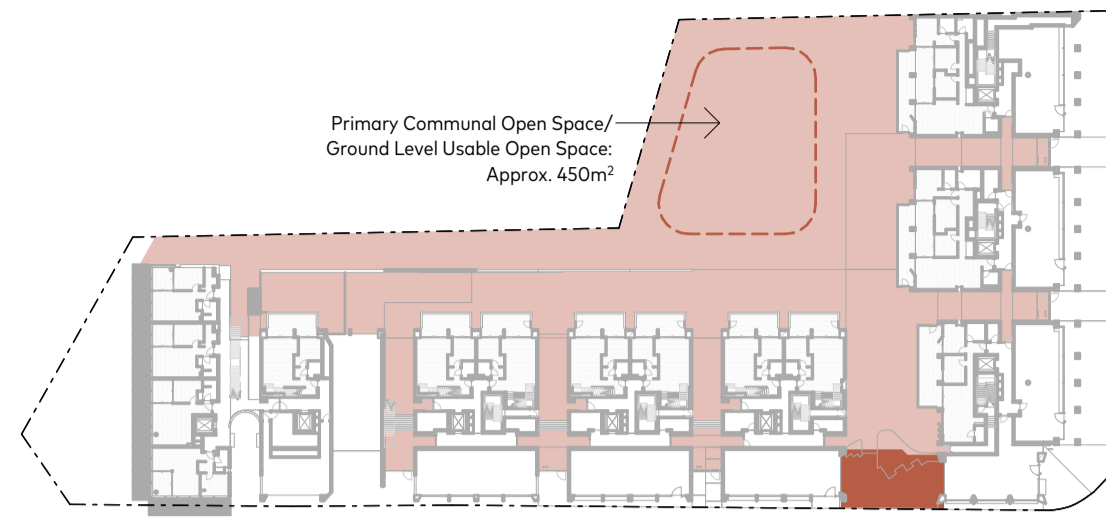 Primary Communal Open Space/
Ground Level Usable Open Space:
Approx. 450m²